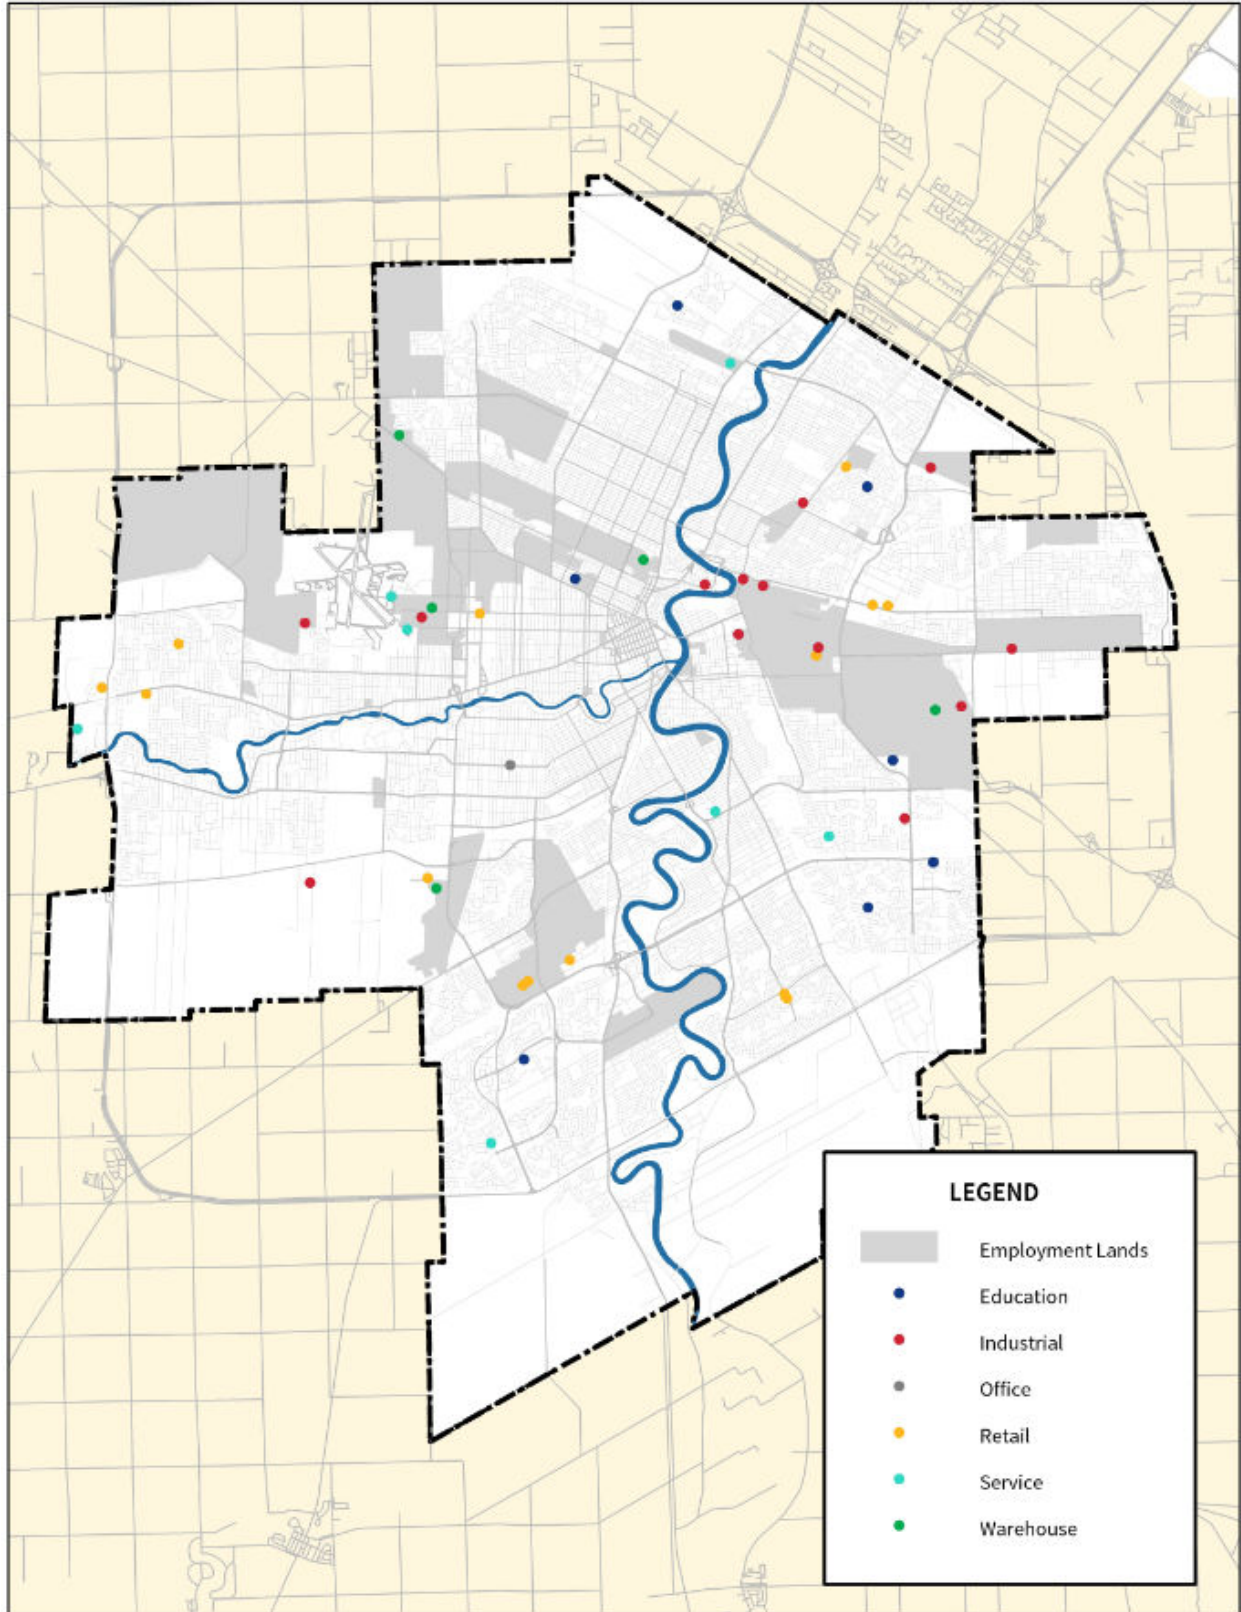 LEGEND
Employment Lands
Education
Industrial
Office
Retail
Service
Warehouse